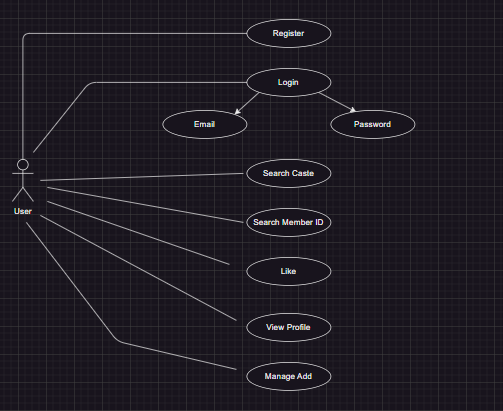 Register
Login
Email
Password
Search Caste
User
Search Member ID
Like
View Profile
Manage Add